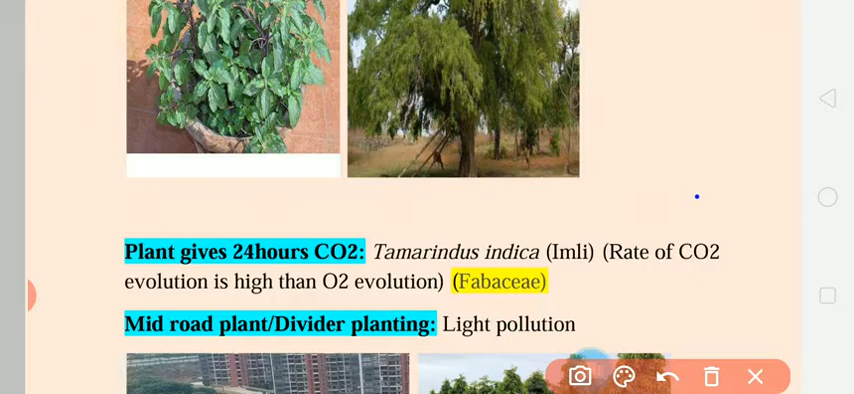 Plant gives 24hours CO2: Tamarindus indica (Imli) (Rate of CO2
evolution is high than O2 evolution) (Fabaceae)
Mid road plant/Divider planting: Light pollution